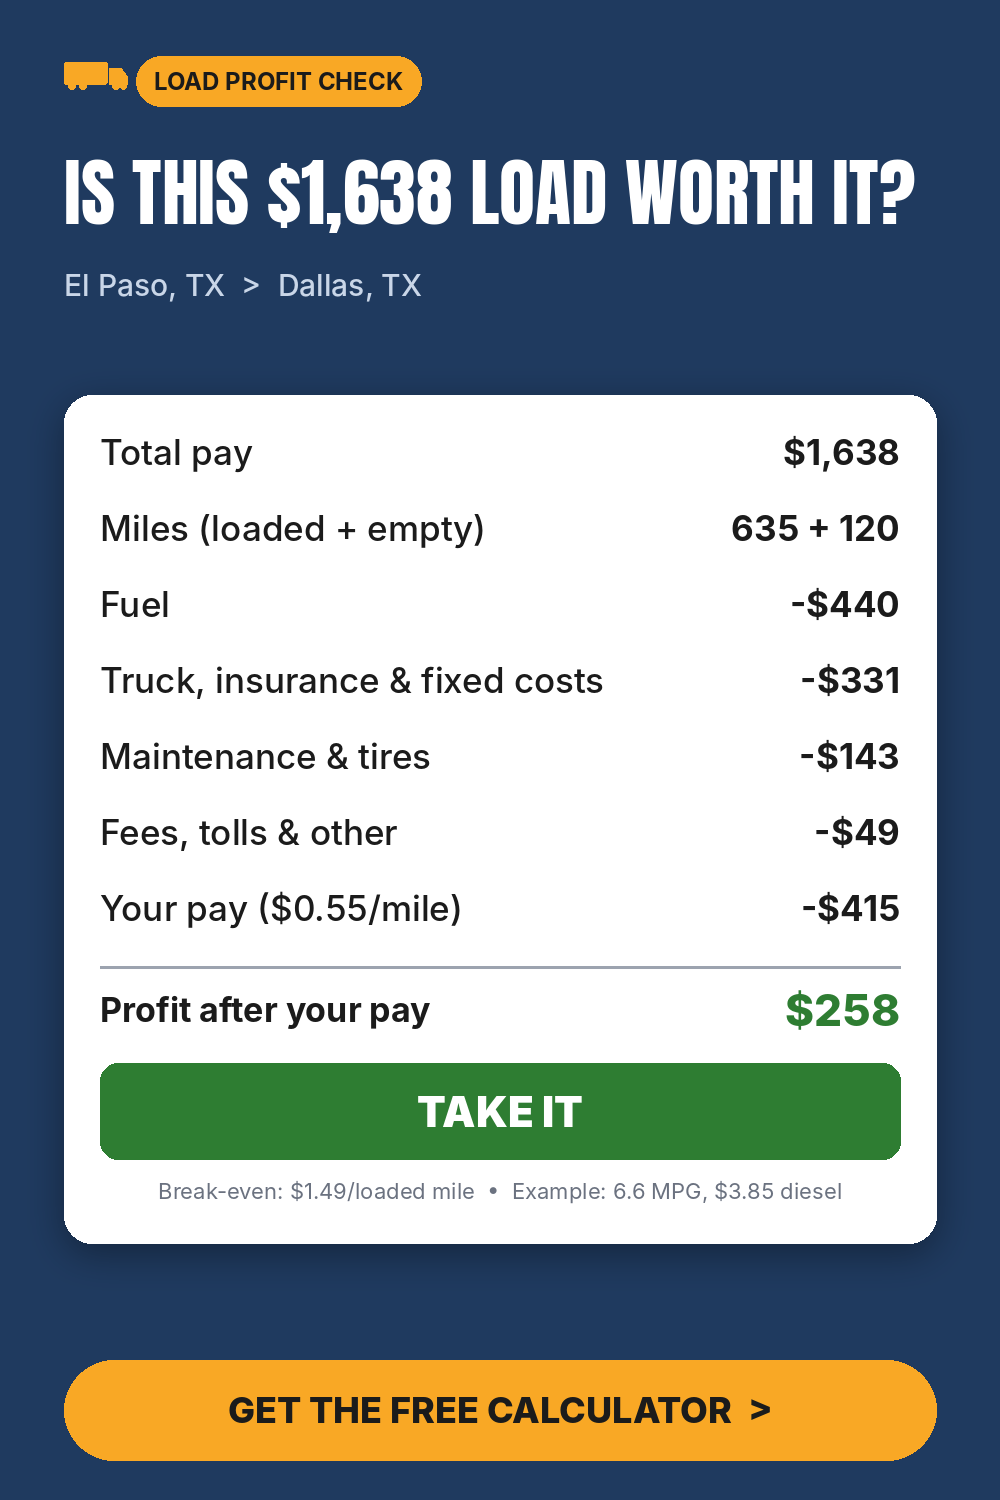 LOAD PROFIT CHECK
IS THIS $1,638 LOAD WORTH IT?
El Paso, TX > Dallas, TX
Total pay $1,638
Miles (loaded + empty) 635 + 120
Fuel -$440
Truck, insurance & fixed costs -$331
Maintenance & tires -$143
Fees, tolls & other -$49
Your pay ($0.55/mile) -$415
Profit after your pay $258
TAKE IT
Break-even: $1.49/loaded mile • Example: 6.6 MPG, $3.85 diesel
GET THE FREE CALCULATOR >